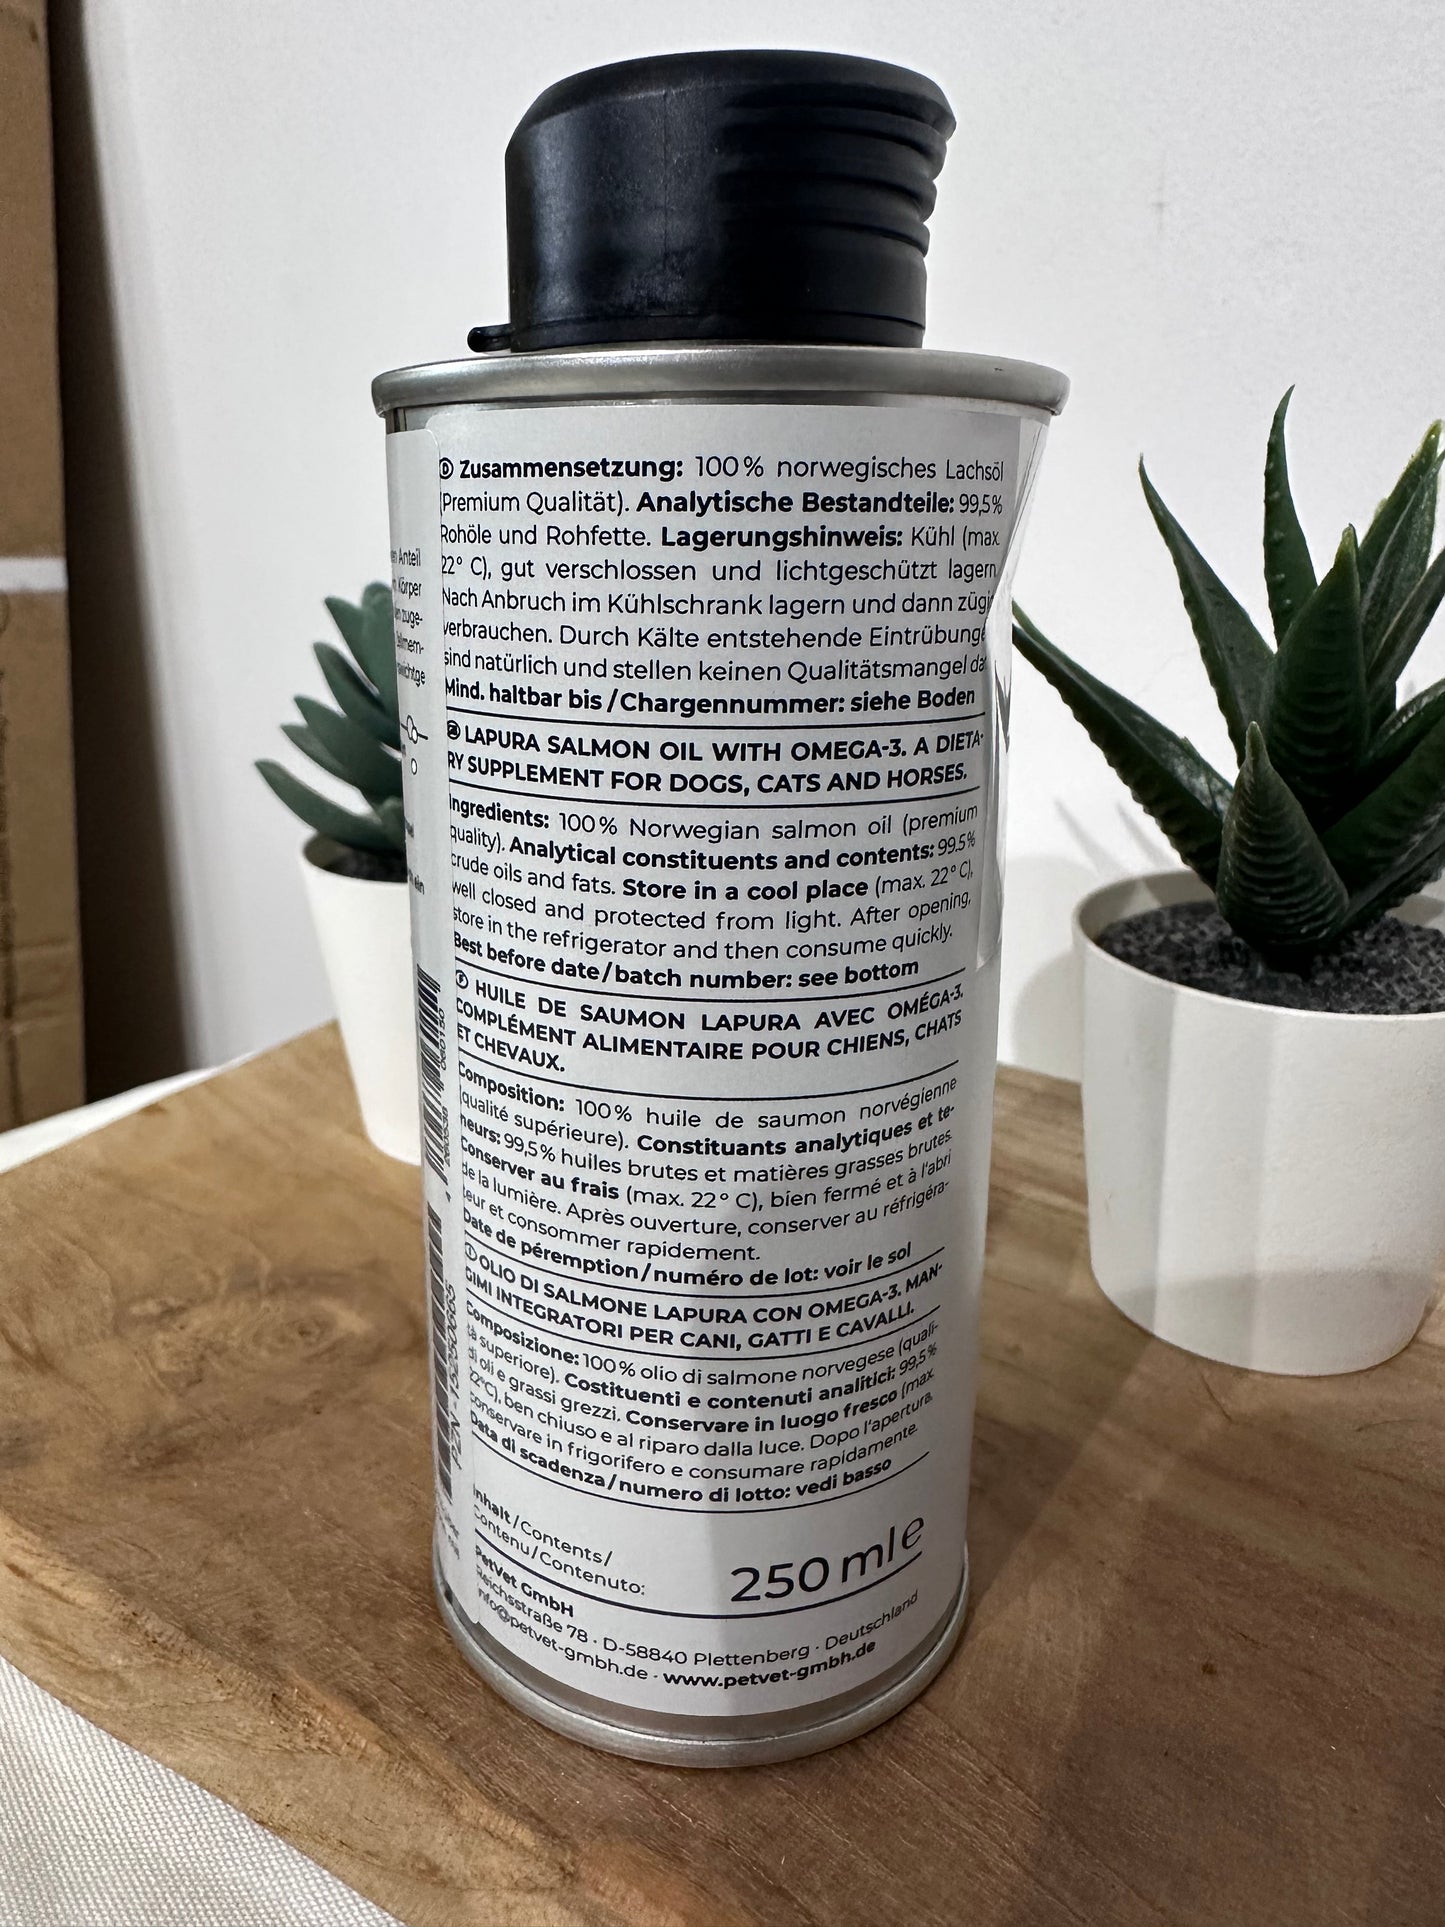 en Anteil
Körper
zuge-
wichtge
Ⓓ Zusammensetzung: 100% norwegisches Lachsöl
(Premium Qualität). Analytische Bestandteile: 99,5%
Rohöle und Rohfette. Lagerungshinweis: Kühl (max.
22° C), gut verschlossen und lichtgeschützt lagern.
Nach Anbruch im Kühlschrank lagern und dann zügi
verbrauchen. Durch Kälte entstehende Eintrübunge
sind natürlich und stellen keinen Qualitätsmangel da
Mind. haltbar bis / Chargennummer: siehe Boden
LAPURA SALMON OIL WITH OMEGA-3. A DIETA-
RY SUPPLEMENT FOR DOGS, CATS AND HORSES.
Ingredients: 100% Norwegian salmon oil (premium
quality). Analytical constituents and contents: 99.5%
crude oils and fats. Store in a cool place (max. 22° C),
well closed and protected from light. After opening,
store in the refrigerator and then consume quickly.
Best before date / batch number: see bottom
Ⓕ HUILE DE SAUMON LAPURA AVEC OMÉGA-3.
COMPLÉMENT ALIMENTAIRE POUR CHIENS, CHATS
ET CHEVAUX.
Composition: 100% huile de saumon norvégienne
(qualité supérieure). Constituants analytiques et te-
neurs: 99,5% huiles brutes et matières grasses brutes.
Conserver au frais (max. 22° C), bien fermé et à l'abri
de la lumière. Après ouverture, conserver au réfrigéra-
teur et consommer rapidement.
Date de péremption / numéro de lot: voir le sol
Ⓘ OLIO DI SALMONE LAPURA CON OMEGA-3. MAN-
GIMI INTEGRATORI PER CANI, GATTI E CAVALLI.
Composizione: 100% olio di salmone norvegese (quali-
tà superiore). Costituenti e contenuti analitici: 99,5%
di oli e grassi grezzi. Conservare in luogo fresco (max.
22°C), ben chiuso e al riparo dalla luce. Dopo l'apertura,
conservare in frigorifero e consumare rapidamente.
Data di scadenza / numero di lotto: vedi basso
Inhalt / Contents /
Contenu / Contenuto:
250 ml e
PetVet GmbH
Reichsstraße 78 · D-58840 Plettenberg · Deutschland
info@petvet-gmbh.de · www.petvet-gmbh.de